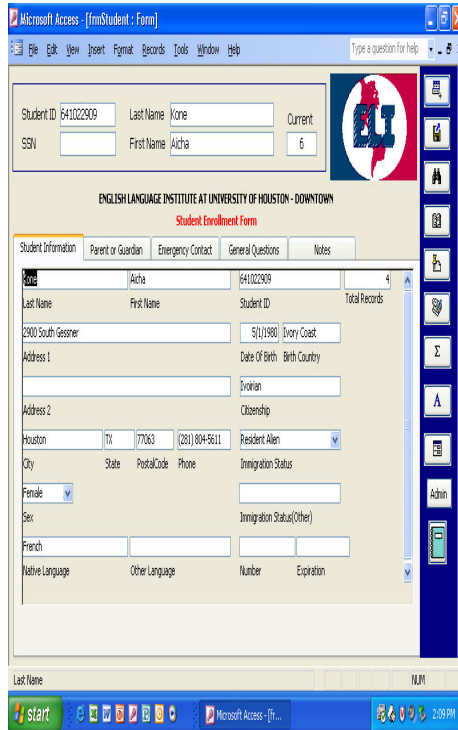 Microsoft Access - [frmStudent : Form]
File Edit View Insert Format Records Tools Window Help Type a question for help
Student ID 641022909 Last Name Kone Current
SSN First Name Aicha 6
ELI
ENGLISH LANGUAGE INSTITUTE AT UNIVERSITY OF HOUSTON - DOWNTOWN
Student Enrollment Form
Student Information Parent or Guardian Emergency Contact General Questions Notes
Kone Aicha 641022909 4
Last Name First Name Student ID Total Records
2900 South Gessner 5/1/1980 Ivory Coast
Address 1 Date Of Birth Birth Country
Ivoirian
Address 2 Citizenship
Houston TX 77063 (281) 804-5611 Resident Alien
City State PostalCode Phone Immigration Status
Female
Sex Immigration Status(Other)
French
Native Language Other Language Number Expiration
Σ
A
Admin
Last Name NUM
start Microsoft Access - [fr... 2:09 PM